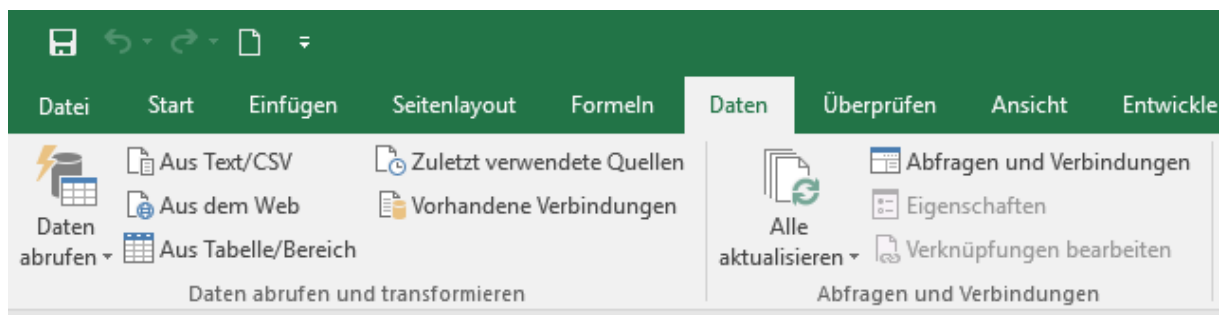 Datei Start Einfügen Seitenlayout Formeln Daten Überprüfen Ansicht Entwickle
Daten abrufen
Aus Text/CSV
Aus dem Web
Aus Tabelle/Bereich
Zuletzt verwendete Quellen
Vorhandene Verbindungen
Daten abrufen und transformieren
Alle
aktualisieren
Abfragen und Verbindungen
Eigenschaften
Verknüpfungen bearbeiten
Abfragen und Verbindungen